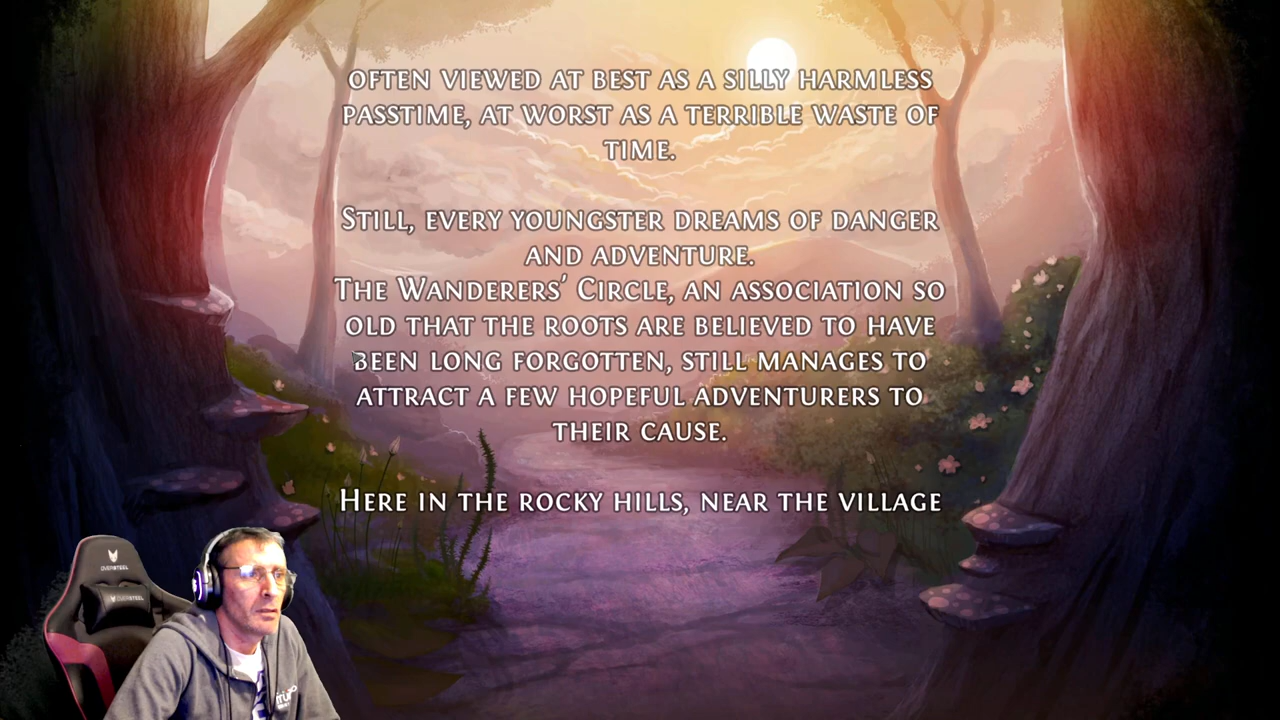 OFTEN VIEWED AT BEST AS A SILLY HARMLESS
PASSTIME, AT WORST AS A TERRIBLE WASTE OF
TIME.
STILL, EVERY YOUNGSTER DREAMS OF DANGER
AND ADVENTURE.
THE WANDERERS' CIRCLE, AN ASSOCIATION SO
OLD THAT THE ROOTS ARE BELIEVED TO HAVE
BEEN LONG FORGOTTEN, STILL MANAGES TO
ATTRACT A FEW HOPEFUL ADVENTURERS TO
THEIR CAUSE.
HERE IN THE ROCKY HILLS, NEAR THE VILLAGE
OVERSTEEL
OVERSTEEL